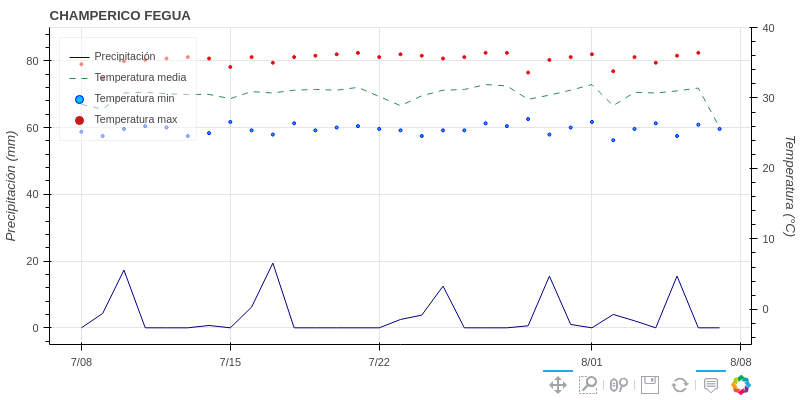 CHAMPERICO FEGUA
Precipitación
Temperatura media
Temperatura min
Temperatura max
Precipitación (mm)
80
60
40
20
0
Temperatura (°C)
40
30
20
10
0
7/08
7/15
7/22
8/01
8/08